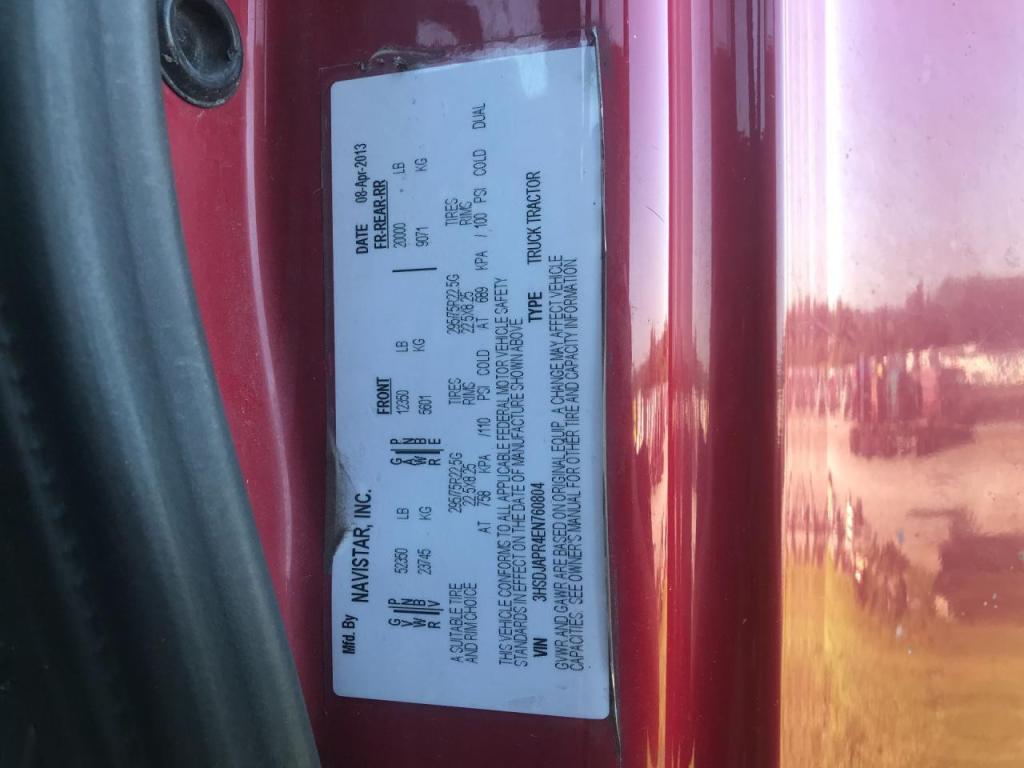 Mfd. By NAVISTAR, INC. DATE 08-Apr-2013
FRONT FR-REAR-RR
GVWR 52350 LB GAWR 12350 LB 20000 LB
PNBV 23745 KG PNBE 5601 KG 9071 KG
A SUITABLE TIRE 295/75R22.5G TIRES 295/75R22.5G TIRES
AND RIM CHOICE 22.5X8.25 RIMS 22.5X8.25 RIMS
AT 758 KPA /110 PSI COLD AT 689 KPA / 100 PSI COLD DUAL
THIS VEHICLE CONFORMS TO ALL APPLICABLE FEDERAL MOTOR VEHICLE SAFETY
STANDARDS IN EFFECT ON THE DATE OF MANUFACTURE SHOWN ABOVE.
VIN 3HSDJAPR4EN760804 TYPE TRUCK TRACTOR
GVWR AND GAWR ARE BASED ON ORIGINAL EQUIP. A CHANGE MAY AFFECT VEHICLE
CAPACITIES. SEE OWNER'S MANUAL FOR OTHER TIRE AND CAPACITY INFORMATION.